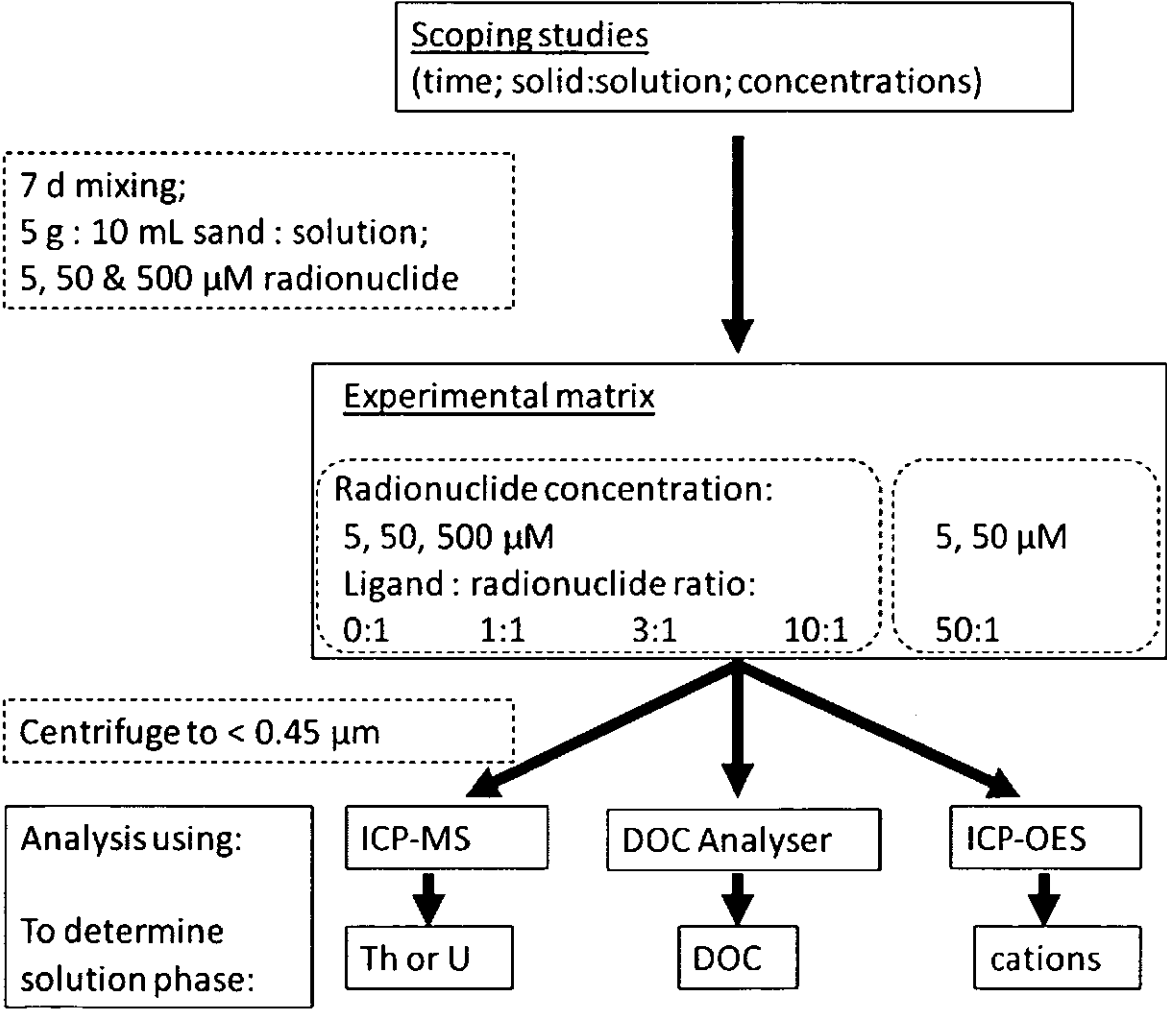 Scoping studies
(time; solid:solution; concentrations)
7 d mixing;
5 g : 10 mL sand : solution;
5, 50 & 500 µM radionuclide
Experimental matrix
Radionuclide concentration:
5, 50, 500 µM
5, 50 µM
Ligand : radionuclide ratio:
0:1 1:1 3:1 10:1 50:1
Centrifuge to < 0.45 µm
Analysis using:
ICP-MS
DOC Analyser
ICP-OES
To determine
solution phase:
Th or U
DOC
cations